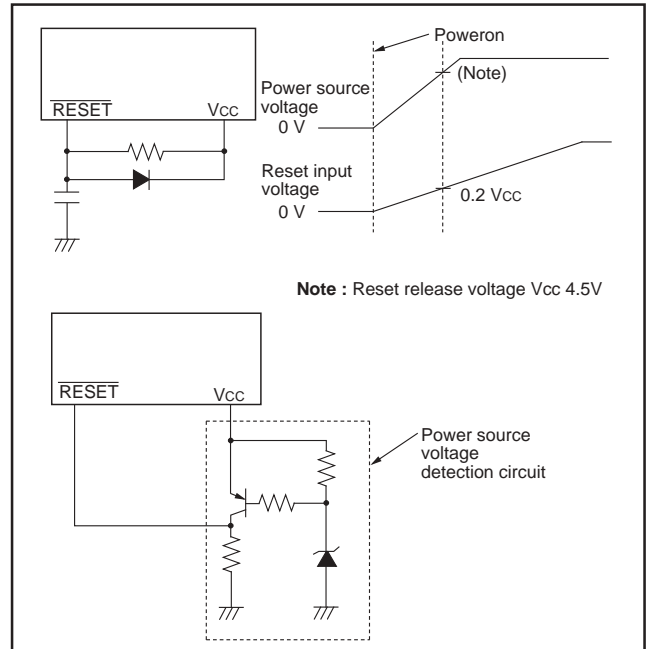 Poweron
RESET
VCC
Power source
voltage
0 V
(Note)
Reset input
voltage
0 V
0.2 VCC
Note : Reset release voltage Vcc 4.5V
RESET
VCC
Power source
voltage
detection circuit